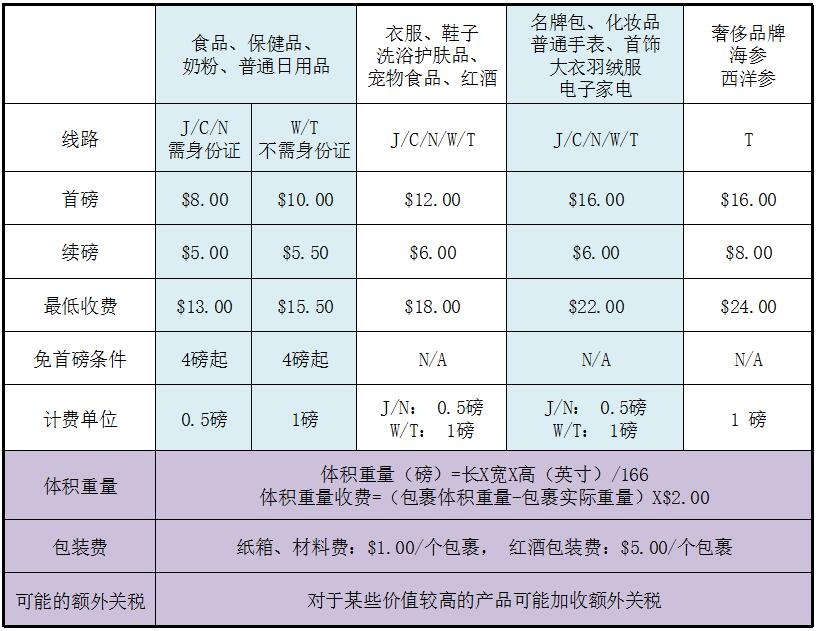 食品、保健品、
奶粉、普通日用品
衣服、鞋子
洗浴护肤品、
宠物食品、红酒
名牌包、化妆品
普通手表、首饰
大衣羽绒服
电子家电
奢侈品牌
海参
西洋参
线路
J/C/N
需身份证
W/T
不需身份证
J/C/N/W/T
J/C/N/W/T
T
首磅
$8.00
$10.00
$12.00
$16.00
$16.00
续磅
$5.00
$5.50
$6.00
$6.00
$8.00
最低收费
$13.00
$15.50
$18.00
$22.00
$24.00
免首磅条件
4磅起
4磅起
N/A
N/A
N/A
计费单位
0.5磅
1磅
J/N： 0.5磅
W/T： 1磅
J/N： 0.5磅
W/T： 1磅
1 磅
体积重量
体积重量（磅）=长X宽X高（英寸）/166
体积重量收费=（包裹体积重量-包裹实际重量）X$2.00
包装费
纸箱、材料费：$1.00/个包裹， 红酒包装费：$5.00/个包裹
可能的额外关税
对于某些价值较高的产品可能加收额外关税